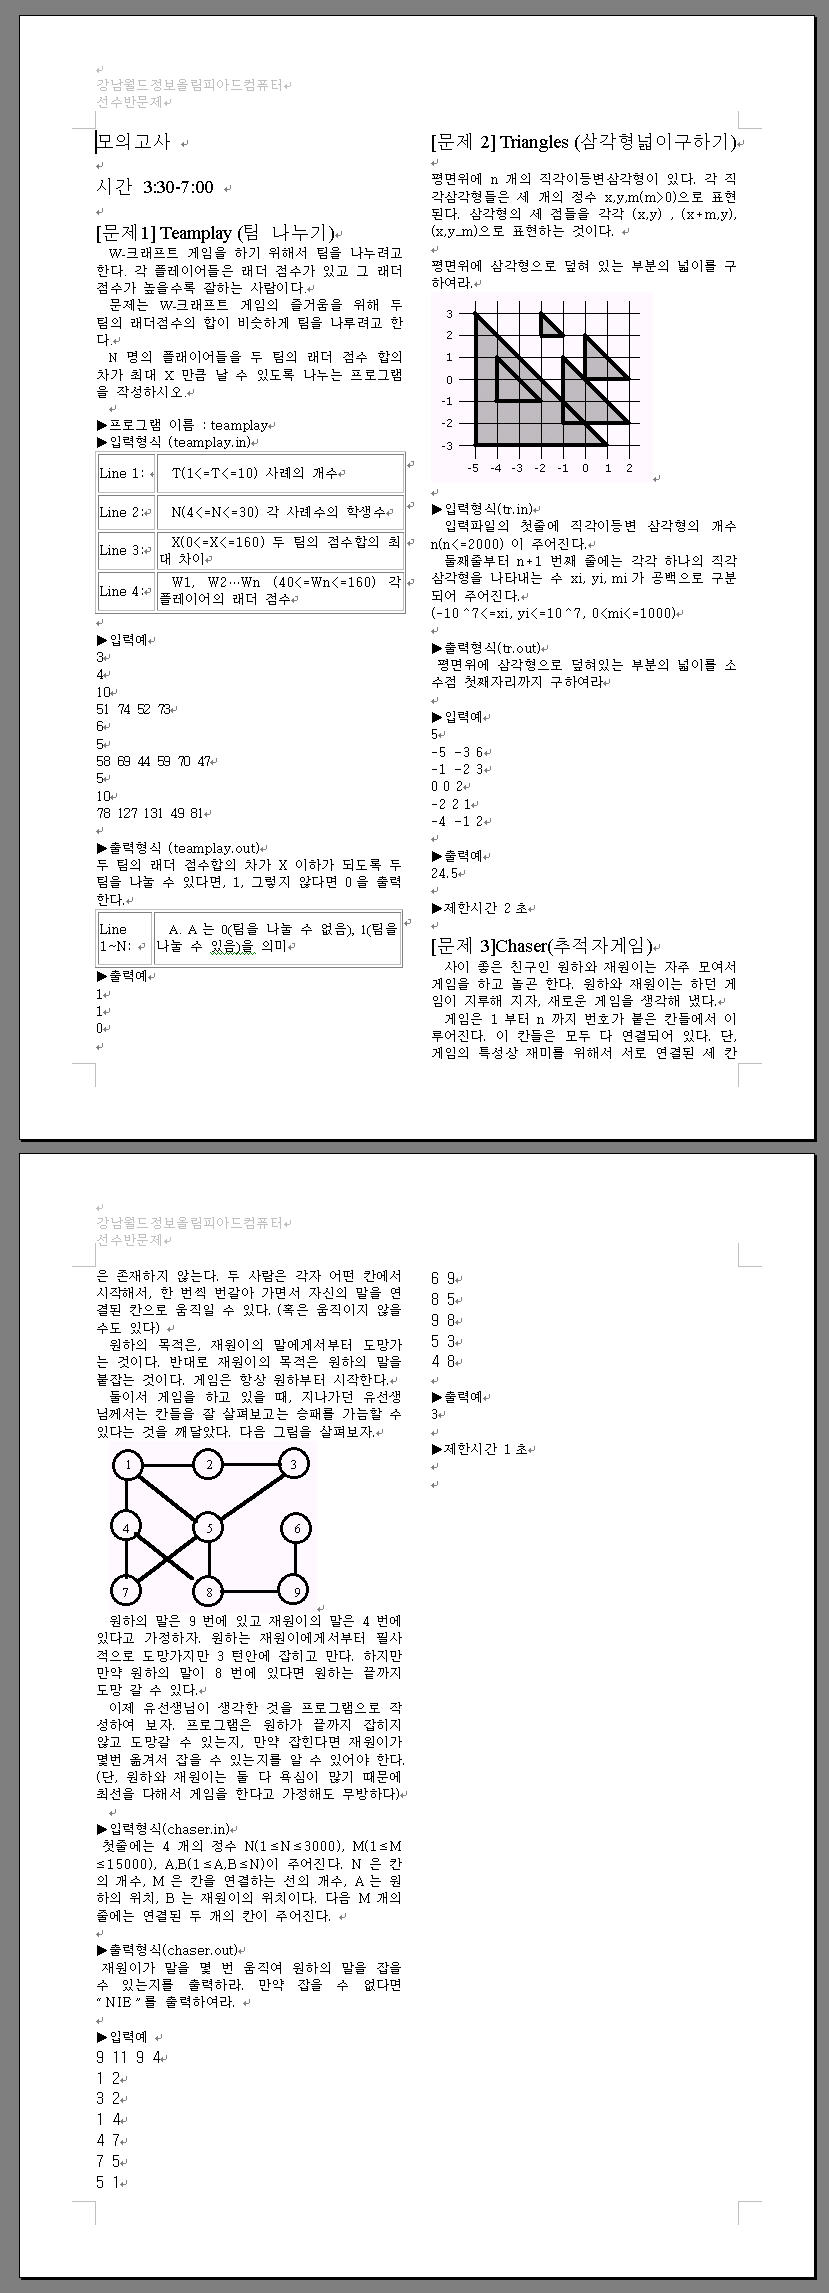 강남월드정보올림피아드컴퓨터
선수반문제
모의고사
시간 3:30-7:00
[문제1] Teamplay (팀 나누기)
W-크래프트 게임을 하기 위해서 팀을 나누려고
한다. 각 플레이어들은 래더 점수가 있고 그 래더
점수가 높을수록 잘하는 사람이다.
문제는 W-크래프트 게임의 즐거움을 위해 두
팀의 래더점수의 합이 비슷하게 팀을 나루려고 한
다.
N 명의 플래이어들을 두 팀의 래더 점수 합의
차가 최대 X 만큼 날 수 있도록 나누는 프로그램
을 작성하시오.
▶프로그램 이름 : teamplay
▶입력형식 (teamplay.in)
Line 1: T(1<=T<=10) 사례의 개수
Line 2: N(4<=N<=30) 각 사례수의 학생수
Line 3: X(0<=X<=160) 두 팀의 점수합의 최
대 차이
Line 4: W1, W2…Wn (40<=Wn<=160) 각
플레이어의 래더 점수
▶입력예
3
4
10
51 74 52 73
6
5
58 69 44 59 70 47
5
10
78 127 131 49 81
▶출력형식 (teamplay.out)
두 팀의 래더 점수합의 차가 X 이하가 되도록 두
팀을 나눌 수 있다면, 1, 그렇지 않다면 0을 출력
한다.
Line
1~N: A. A 는 0(팀을 나눌 수 없음), 1(팀을
나눌 수 있음)을 의미
▶출력예
1
1
0
[문제 2] Triangles (삼각형넓이구하기)
평면위에 n 개의 직각이등변삼각형이 있다. 각 직
각삼각형들은 세 개의 정수 x,y,m(m>0)으로 표현
된다. 삼각형의 세 점들을 각각 (x,y) , (x+m,y),
(x,y_m)으로 표현하는 것이다.
평면위에 삼각형으로 덮혀 있는 부분의 넓이를 구
하여라.
3
2
1
0
-1
-2
-3
-5 -4 -3 -2 -1 0 1 2
▶입력형식(tr.in)
입력파일의 첫줄에 직각이등변 삼각형의 개수
n(n<=2000) 이 주어진다.
둘째줄부터 n+1 번째 줄에는 각각 하나의 직각
삼각형을 나타내는 수 xi, yi, mi 가 공백으로 구분
되어 주어진다.
(-10^7<=xi, yi<=10^7, 0<mi<=1000)
▶출력형식(tr.out)
평면위에 삼각형으로 덮혀있는 부분의 넓이를 소
수점 첫째자리까지 구하여라
▶입력예
5
-5 -3 6
-1 -2 3
0 0 2
-2 2 1
-4 -1 2
▶출력예
24.5
▶제한시간 2초
[문제 3]Chaser(추적자게임)
사이 좋은 친구인 원하와 재원이는 자주 모여서
게임을 하고 놀곤 한다. 원하와 재원이는 하던 게
임이 지루해 지자, 새로운 게임을 생각해 냈다.
게임은 1 부터 n 까지 번호가 붙은 칸들에서 이
루어진다. 이 칸들은 모두 다 연결되어 있다. 단,
게임의 특성상 재미를 위해서 서로 연결된 세 칸
강남월드정보올림피아드컴퓨터
선수반문제
은 존재하지 않는다. 두 사람은 각자 어떤 칸에서
시작해서, 한 번씩 번갈아 가면서 자신의 말을 연
결된 칸으로 움직일 수 있다. (혹은 움직이지 않을
수도 있다)
원하의 목적은, 재원이의 말에게서부터 도망가
는 것이다. 반대로 재원이의 목적은 원하의 말을
붙잡는 것이다. 게임은 항상 원하부터 시작한다.
둘이서 게임을 하고 있을 때, 지나가던 유선생
님께서는 칸들을 잘 살펴보고는 승패를 가늠할 수
있다는 것을 깨달았다. 다음 그림을 살펴보자.
1 2 3
4 5 6
7 8 9
원하의 말은 9 번에 있고 재원이의 말은 4 번에
있다고 가정하자. 원하는 재원이에게서부터 필사
적으로 도망가지만 3 턴안에 잡히고 만다. 하지만
만약 원하의 말이 8 번에 있다면 원하는 끝까지
도망 갈 수 있다.
이제 유선생님이 생각한 것을 프로그램으로 작
성하여 보자. 프로그램은 원하가 끝까지 잡히지
않고 도망갈 수 있는지, 만약 잡힌다면 재원이가
몇번 옮겨서 잡을 수 있는지를 알 수 있어야 한다.
(단, 원하와 재원이는 둘 다 욕심이 많기 때문에
최선을 다해서 게임을 한다고 가정해도 무방하다)
▶입력형식(chaser.in)
첫줄에는 4 개의 정수 N(1≤N≤3000), M(1≤M
≤15000), A,B(1≤A,B≤N)이 주어진다. N 은 칸
의 개수, M 은 칸을 연결하는 선의 개수, A 는 원
하의 위치, B 는 재원이의 위치이다. 다음 M 개의
줄에는 연결된 두 개의 칸이 주어진다.
▶출력형식(chaser.out)
재원이가 말을 몇 번 움직여 원하의 말을 잡을
수 있는지를 출력하라. 만약 잡을 수 없다면
“NIE”를 출력하여라.
▶입력예
9 11 9 4
1 2
3 2
1 4
4 7
7 5
5 1
6 9
8 5
9 8
5 3
4 8
▶출력예
3
▶제한시간 1초